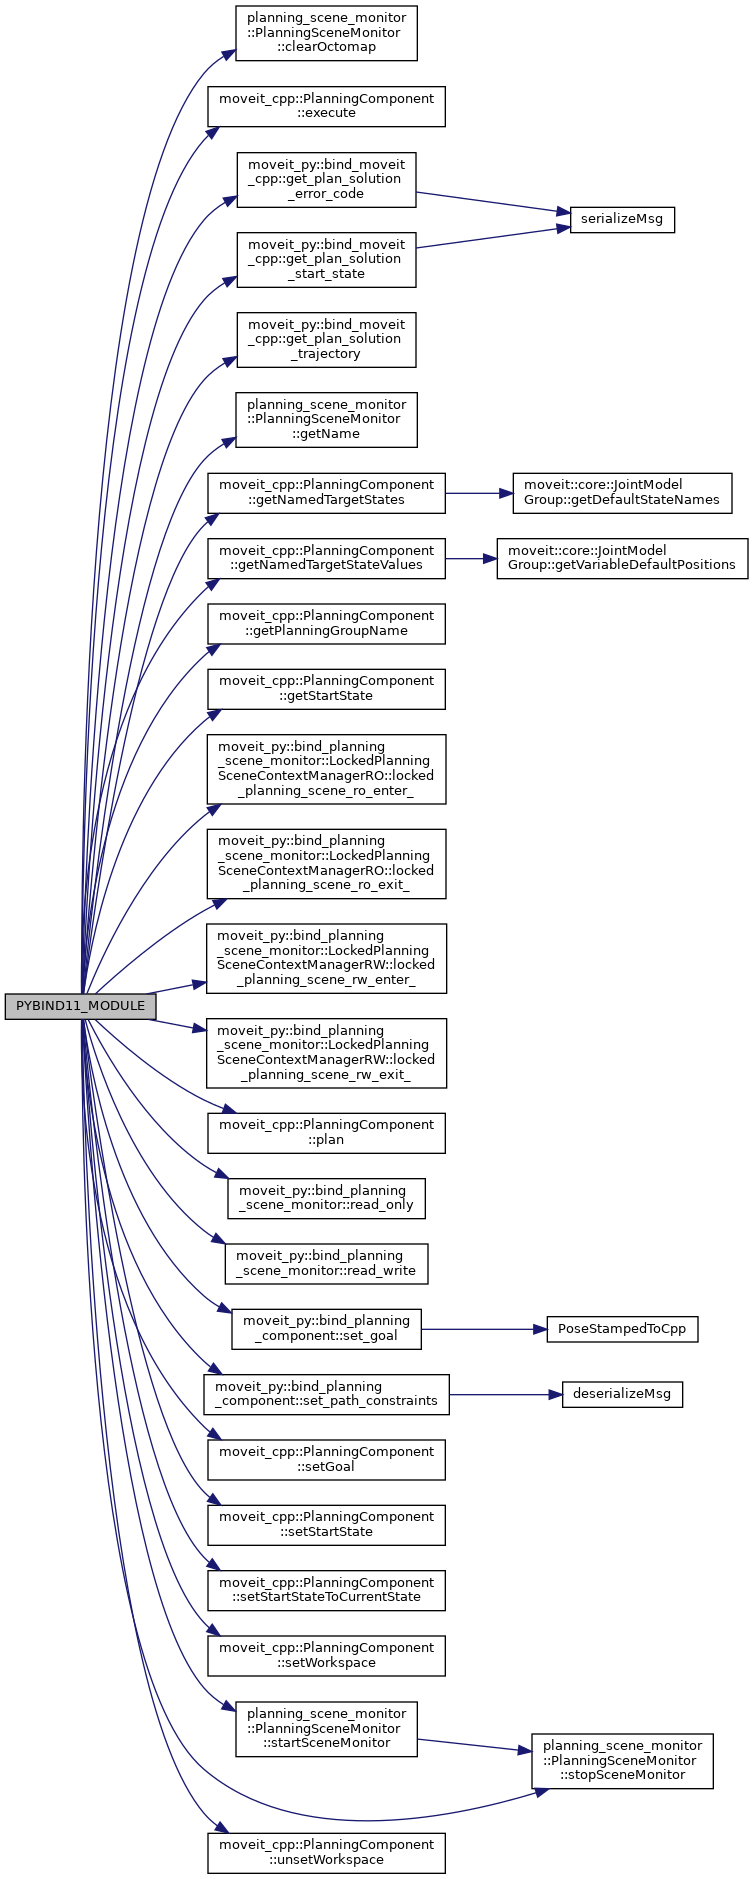 planning_scene_monitor
::PlanningSceneMonitor
::clearOctomap
moveit_cpp::PlanningComponent
::execute
moveit_py::bind_moveit
_cpp::get_plan_solution
_error_code
serializeMsg
moveit_py::bind_moveit
_cpp::get_plan_solution
_start_state
moveit_py::bind_moveit
_cpp::get_plan_solution
_trajectory
planning_scene_monitor
::PlanningSceneMonitor
::getName
moveit_cpp::PlanningComponent
::getNamedTargetStates
moveit::core::JointModel
Group::getDefaultStateNames
moveit_cpp::PlanningComponent
::getNamedTargetStateValues
moveit::core::JointModel
Group::getVariableDefaultPositions
moveit_cpp::PlanningComponent
::getPlanningGroupName
moveit_cpp::PlanningComponent
::getStartState
moveit_py::bind_planning
_scene_monitor::LockedPlanning
SceneContextManagerRO::locked
_planning_scene_ro_enter_
moveit_py::bind_planning
_scene_monitor::LockedPlanning
SceneContextManagerRO::locked
_planning_scene_ro_exit_
moveit_py::bind_planning
_scene_monitor::LockedPlanning
SceneContextManagerRW::locked
_planning_scene_rw_enter_
PYBIND11_MODULE
moveit_py::bind_planning
_scene_monitor::LockedPlanning
SceneContextManagerRW::locked
_planning_scene_rw_exit_
moveit_cpp::PlanningComponent
::plan
moveit_py::bind_planning
_scene_monitor::read_only
moveit_py::bind_planning
_scene_monitor::read_write
moveit_py::bind_planning
_component::set_goal
PoseStampedToCpp
moveit_py::bind_planning
_component::set_path_constraints
deserializeMsg
moveit_cpp::PlanningComponent
::setGoal
moveit_cpp::PlanningComponent
::setStartState
moveit_cpp::PlanningComponent
::setStartStateToCurrentState
moveit_cpp::PlanningComponent
::setWorkspace
planning_scene_monitor
::PlanningSceneMonitor
::startSceneMonitor
planning_scene_monitor
::PlanningSceneMonitor
::stopSceneMonitor
moveit_cpp::PlanningComponent
::unsetWorkspace